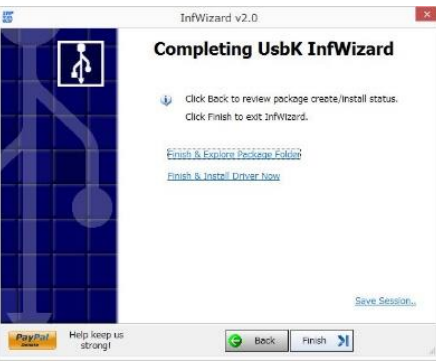 InfWizard v2.0
Completing UsbK InfWizard
Click Back to review package create/install status.
Click Finish to exit InfWizard.
Finish & Explore Package Folder
Finish & Install Driver Now
Save Session..
PayPal
Donate
Help keep us
strong!
Back
Finish